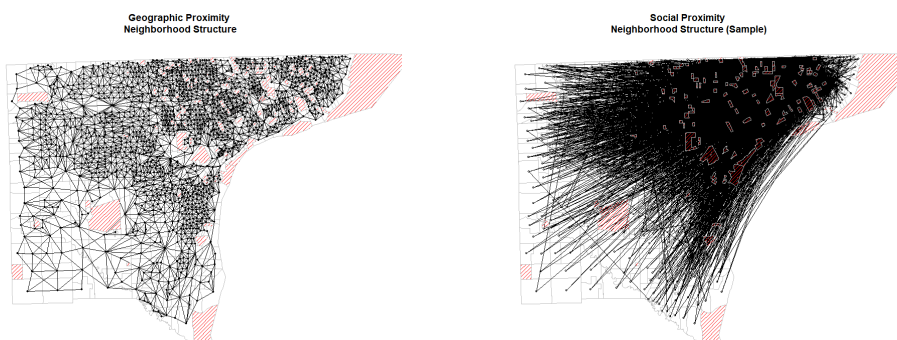 Geographic Proximity
Neighborhood Structure
Social Proximity
Neighborhood Structure (Sample)